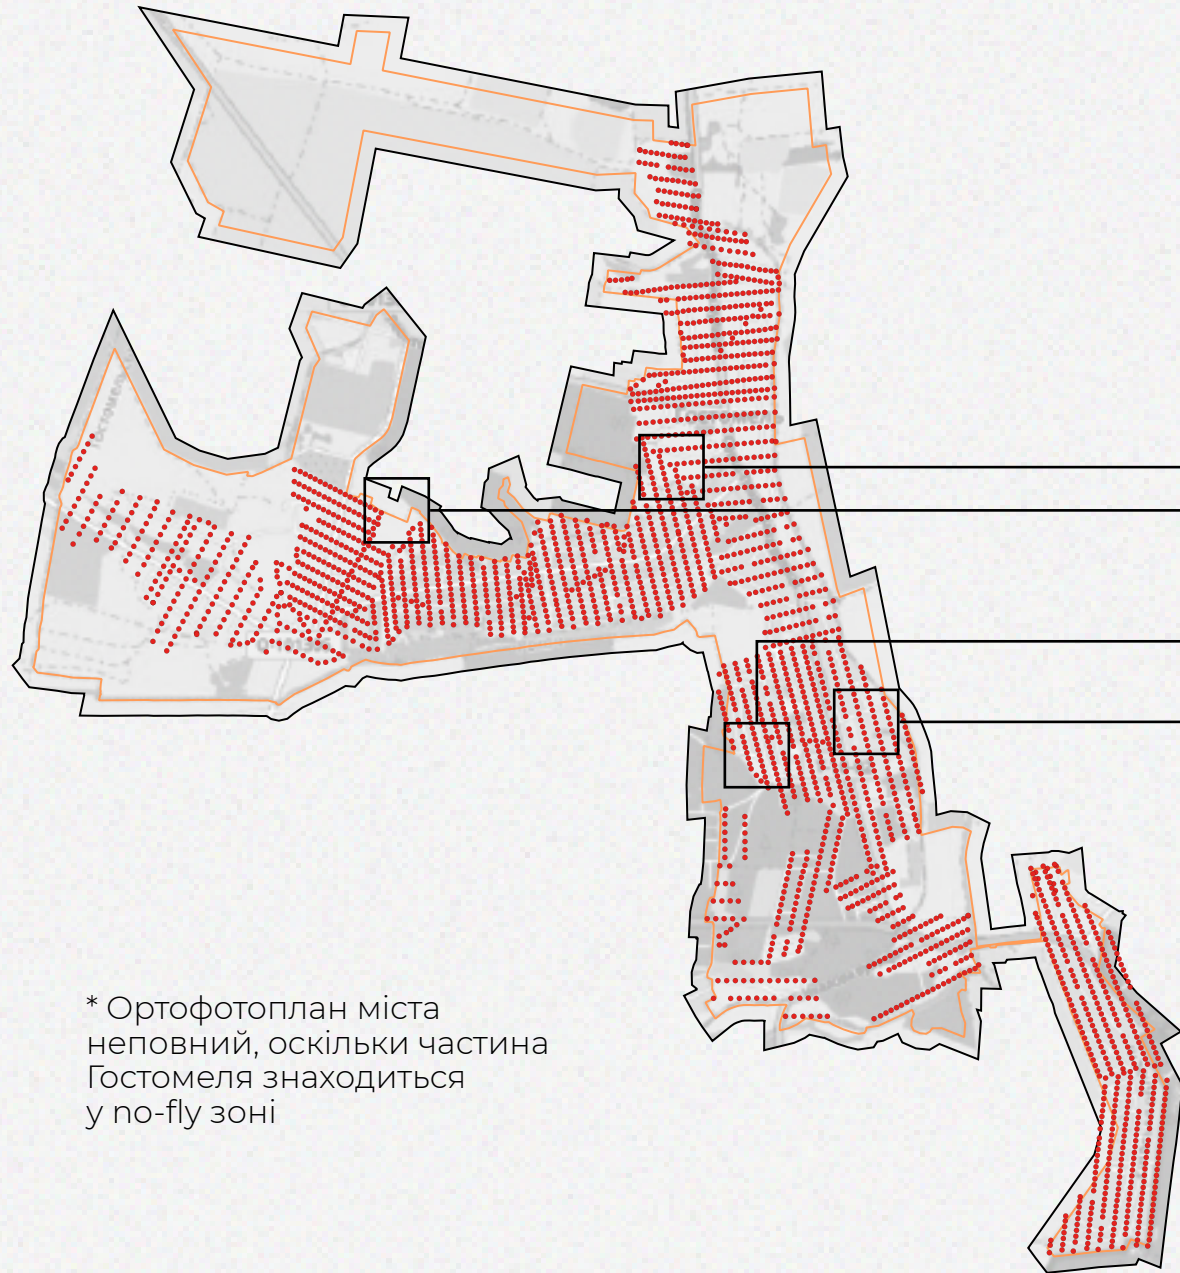 * Ортофотоплан міста
неповний, оскільки частина
Гостомеля знаходиться
у no-fly зоні